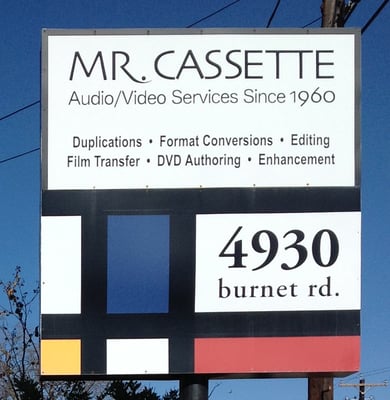 MR. CASSETTE
Audio/Video Services Since 1960
Duplications • Format Conversions • Editing
Film Transfer • DVD Authoring • Enhancement
4930
burnet rd.